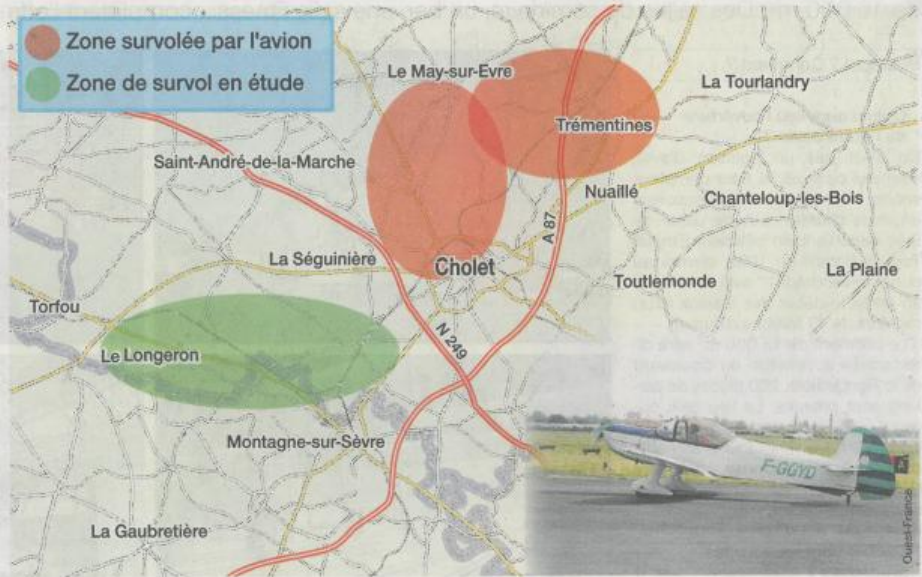 Zone survolée par l'avion
Zone de survol en étude
Le May-sur-Evre
La Tourlandry
Trémentines
Saint-André-de-la-Marche
Nuaillé
Chanteloup-les-Bois
A 87
La Séguinière
Cholet
Toutlemonde
La Plaine
Torfou
N 249
Le Longeron
Montagne-sur-Sèvre
F-GGYD
La Gaubretière
Ouest-France